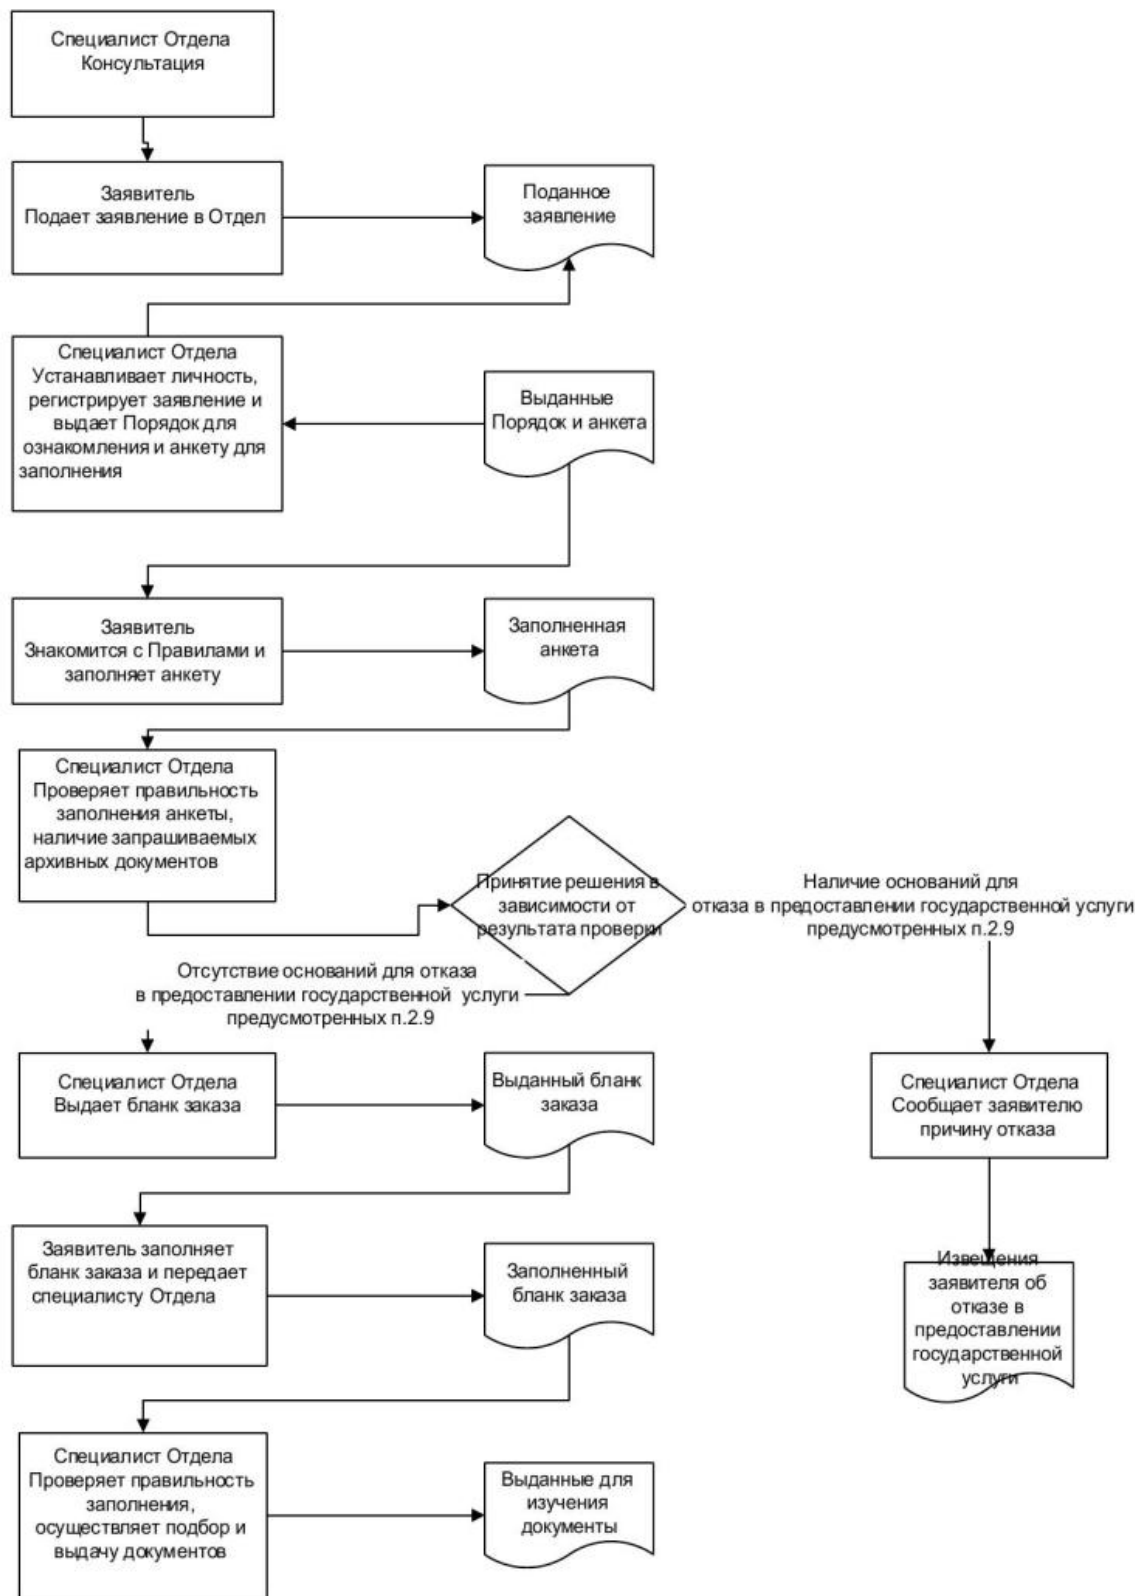 Специалист Отдела
Консультация
Заявитель
Подает заявление в Отдел
Поданное
заявление
Специалист Отдела
Устанавливает личность,
регистрирует заявление и
выдает Порядок для
ознакомления и анкету для
заполнения
Выданные
Порядок и анкета
Заявитель
Знакомится с Правилами и
заполняет анкету
Заполненная
анкета
Специалист Отдела
Проверяет правильность
заполнения анкеты,
наличие запрашиваемых
архивных документов
Принятие решения в
зависимости от
результата проверки
Наличие оснований для
отказа в предоставлении государственной услуги
предусмотренных п.2.9
Отсутствие оснований для отказа
в предоставлении государственной услуги
предусмотренных п.2.9
Специалист Отдела
Выдает бланк заказа
Выданный бланк
заказа
Специалист Отдела
Сообщает заявителю
причину отказа
Заявитель заполняет
бланк заказа и передает
специалисту Отдела
Заполненный
бланк заказа
Извещения
заявителя об
отказе в
предоставлении
государственной
услуги
Специалист Отдела
Проверяет правильность
заполнения,
осуществляет подбор и
выдачу документов
Выданные для
изучения
документы